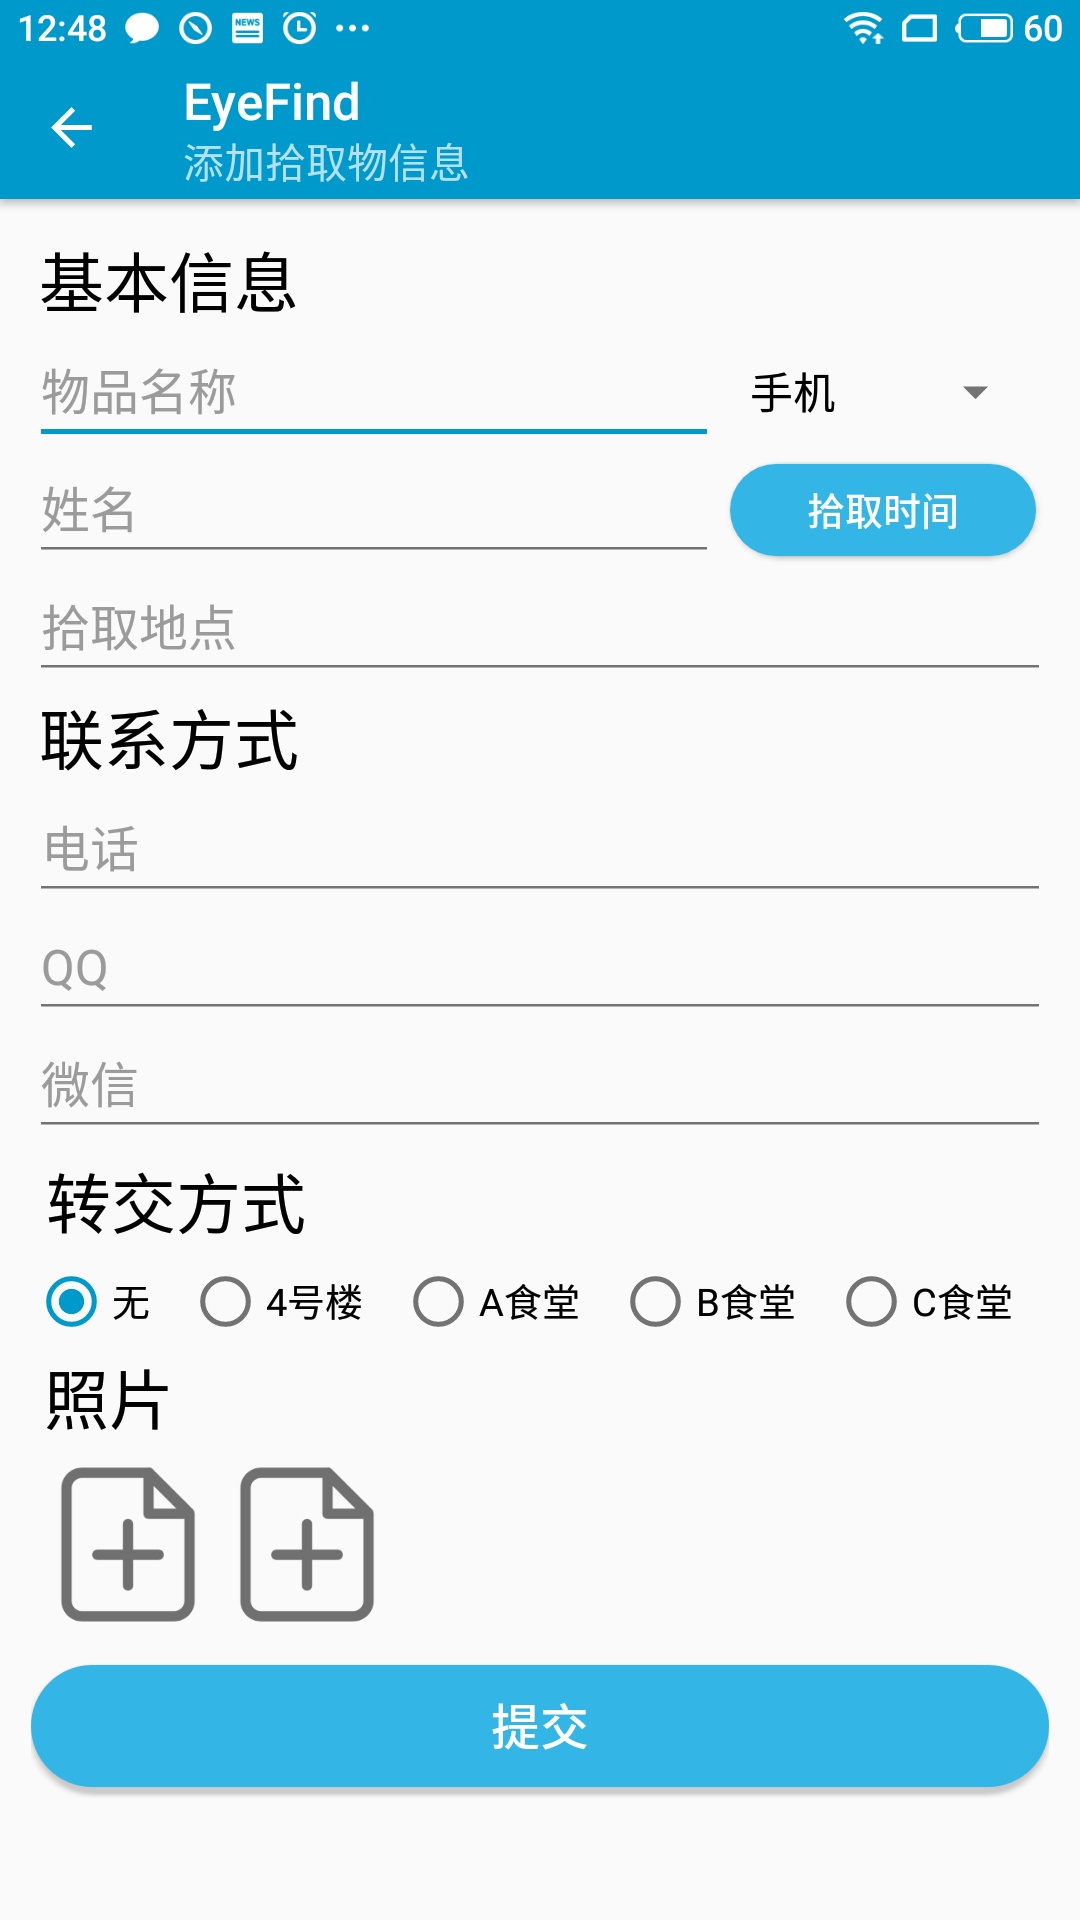 12:48 NEWS 60
EyeFind
添加拾取物信息
基本信息
物品名称 手机
姓名 拾取时间
拾取地点
联系方式
电话
QQ
微信
转交方式
无 4号楼 A食堂 B食堂 C食堂
照片
提交